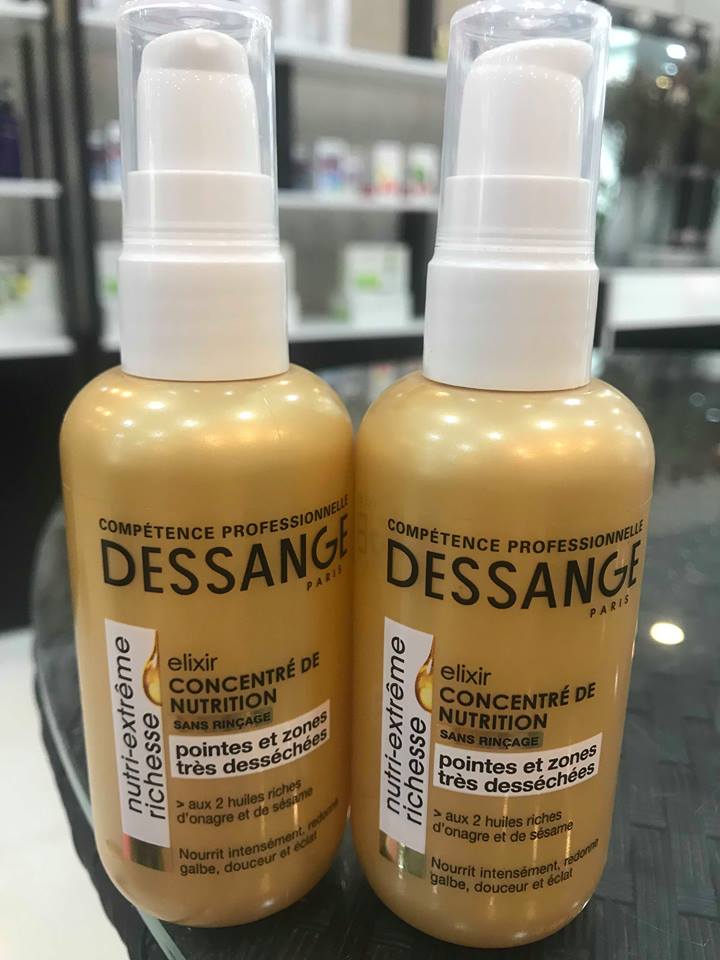 COMPÉTENCE PROFESSIONNELLE
DESSANGE
PARIS
nutri-extrême
richesse
elixir
CONCENTRÉ DE
NUTRITION
SANS RINÇAGE
pointes et zones
très desséchées
> aux 2 huiles riches
d'onagre et de sésame
Nourrit intensément, redonne
galbe, douceur et éclat
COMPÉTENCE PROFESSIONNELLE
DESSANGE
PARIS
nutri-extrême
richesse
elixir
CONCENTRÉ DE
NUTRITION
SANS RINÇAGE
pointes et zones
très desséchées
> aux 2 huiles riches
d'onagre et de sésame
Nourrit intensément, redonne
galbe, douceur et éclat